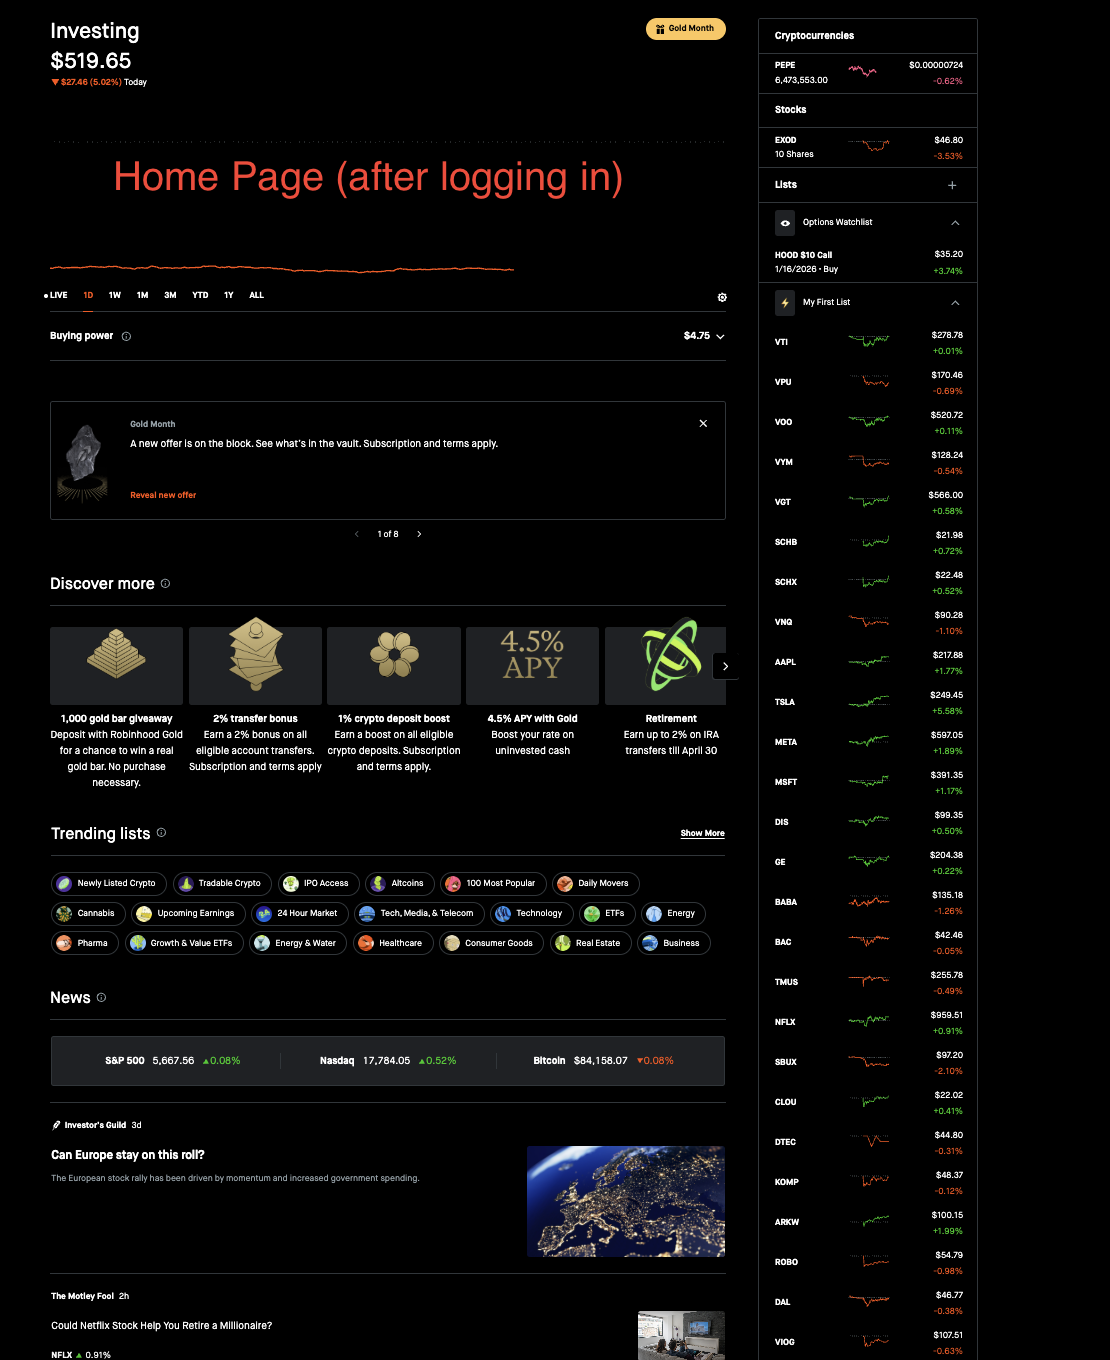 Investing
$519.65
▼ $27.46 (5.02%) Today
Gold Month
Home Page (after logging in)
LIVE 1D 1W 1M 3M YTD 1Y ALL
Buying power $4.75
Gold Month
A new offer is on the block. See what's in the vault. Subscription and terms apply.
Reveal new offer
1 of 8
Discover more
4.5%
APY
1,000 gold bar giveaway
Deposit with Robinhood Gold
for a chance to win a real
gold bar. No purchase
necessary.
2% transfer bonus
Earn a 2% bonus on all
eligible account transfers.
Subscription and terms apply
1% crypto deposit boost
Earn a boost on all eligible
crypto deposits. Subscription
and terms apply.
4.5% APY with Gold
Boost your rate on
uninvested cash
Retirement
Earn up to 2% on IRA
transfers till April 30
Trending lists
Show More
Newly Listed Crypto Tradable Crypto IPO Access Altcoins 100 Most Popular Daily Movers
Cannabis Upcoming Earnings 24 Hour Market Tech, Media, & Telecom Technology ETFs Energy
Pharma Growth & Value ETFs Energy & Water Healthcare Consumer Goods Real Estate Business
News
S&P 500 5,667.56 ▲0.08% Nasdaq 17,784.05 ▲0.52% Bitcoin $84,158.07 ▼0.08%
Investor's Guild 3d
Can Europe stay on this roll?
The European stock rally has been driven by momentum and increased government spending.
The Motley Fool 2h
Could Netflix Stock Help You Retire a Millionaire?
NFLX ▲ 0.91%
Cryptocurrencies
PEPE $0.00000724
6,473,553.00 -0.62%
Stocks
EXOD $46.80
10 Shares -3.53%
Lists
Options Watchlist
HOOD $10 Call $35.20
1/16/2026 • Buy +3.74%
My First List
VTI $278.78
+0.01%
VPU $170.46
-0.69%
VOO $520.72
+0.11%
VYM $128.24
-0.54%
VGT $566.00
+0.58%
SCHB $21.98
+0.72%
SCHX $22.48
+0.52%
VNQ $90.28
-1.10%
AAPL $217.88
+1.77%
TSLA $249.45
+5.58%
META $597.05
+1.89%
MSFT $391.35
+1.17%
DIS $99.35
+0.50%
GE $204.38
+0.22%
BABA $135.18
-1.26%
BAC $42.46
-0.05%
TMUS $255.78
-0.49%
NFLX $959.51
+0.91%
SBUX $97.20
-2.10%
CLOU $22.02
+0.41%
DTEC $44.80
-0.31%
KOMP $48.37
-0.12%
ARKW $100.15
+1.99%
ROBO $54.79
-0.98%
DAL $46.77
-0.38%
VIOG $107.51
-0.63%